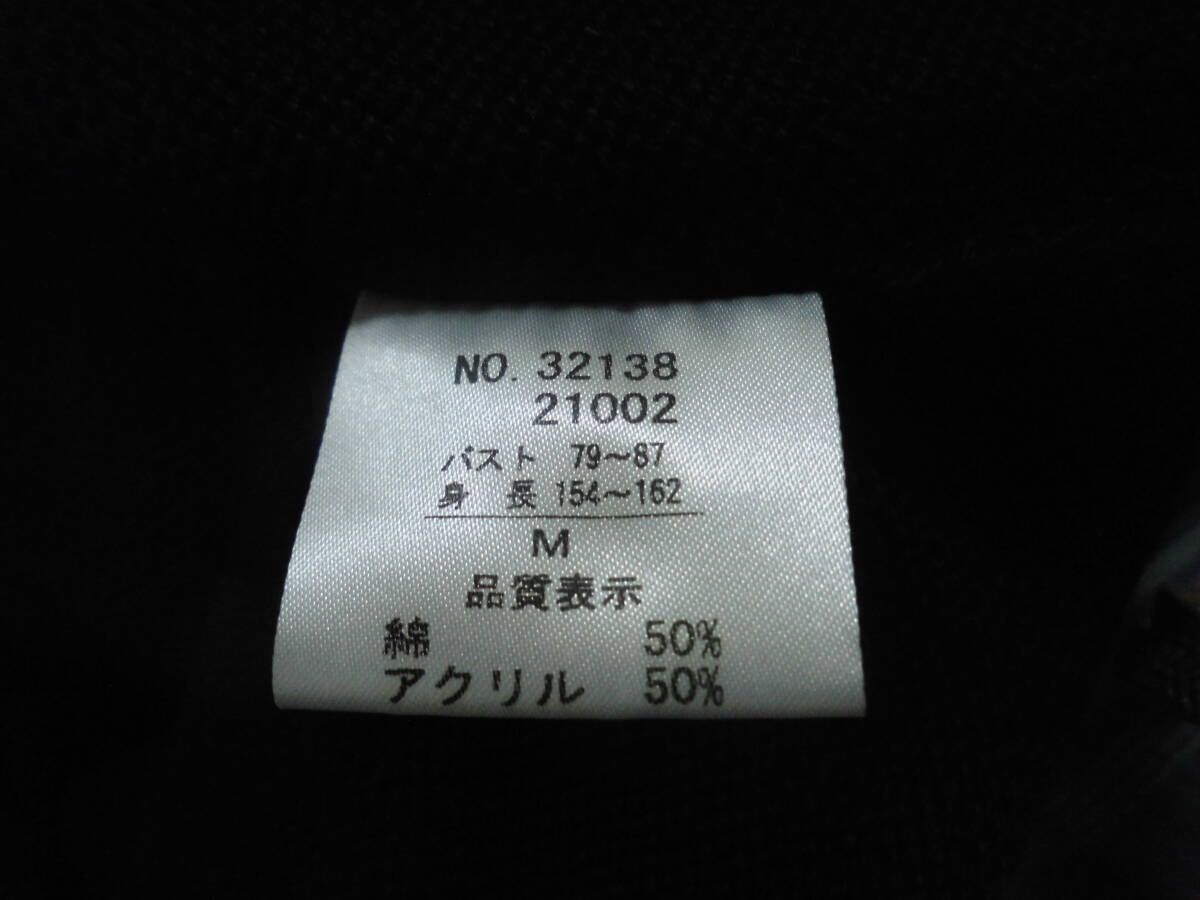 NO. 32138
21002
バスト 79～87
身 長 154～162
M
品質表示
綿 50%
アクリル 50%